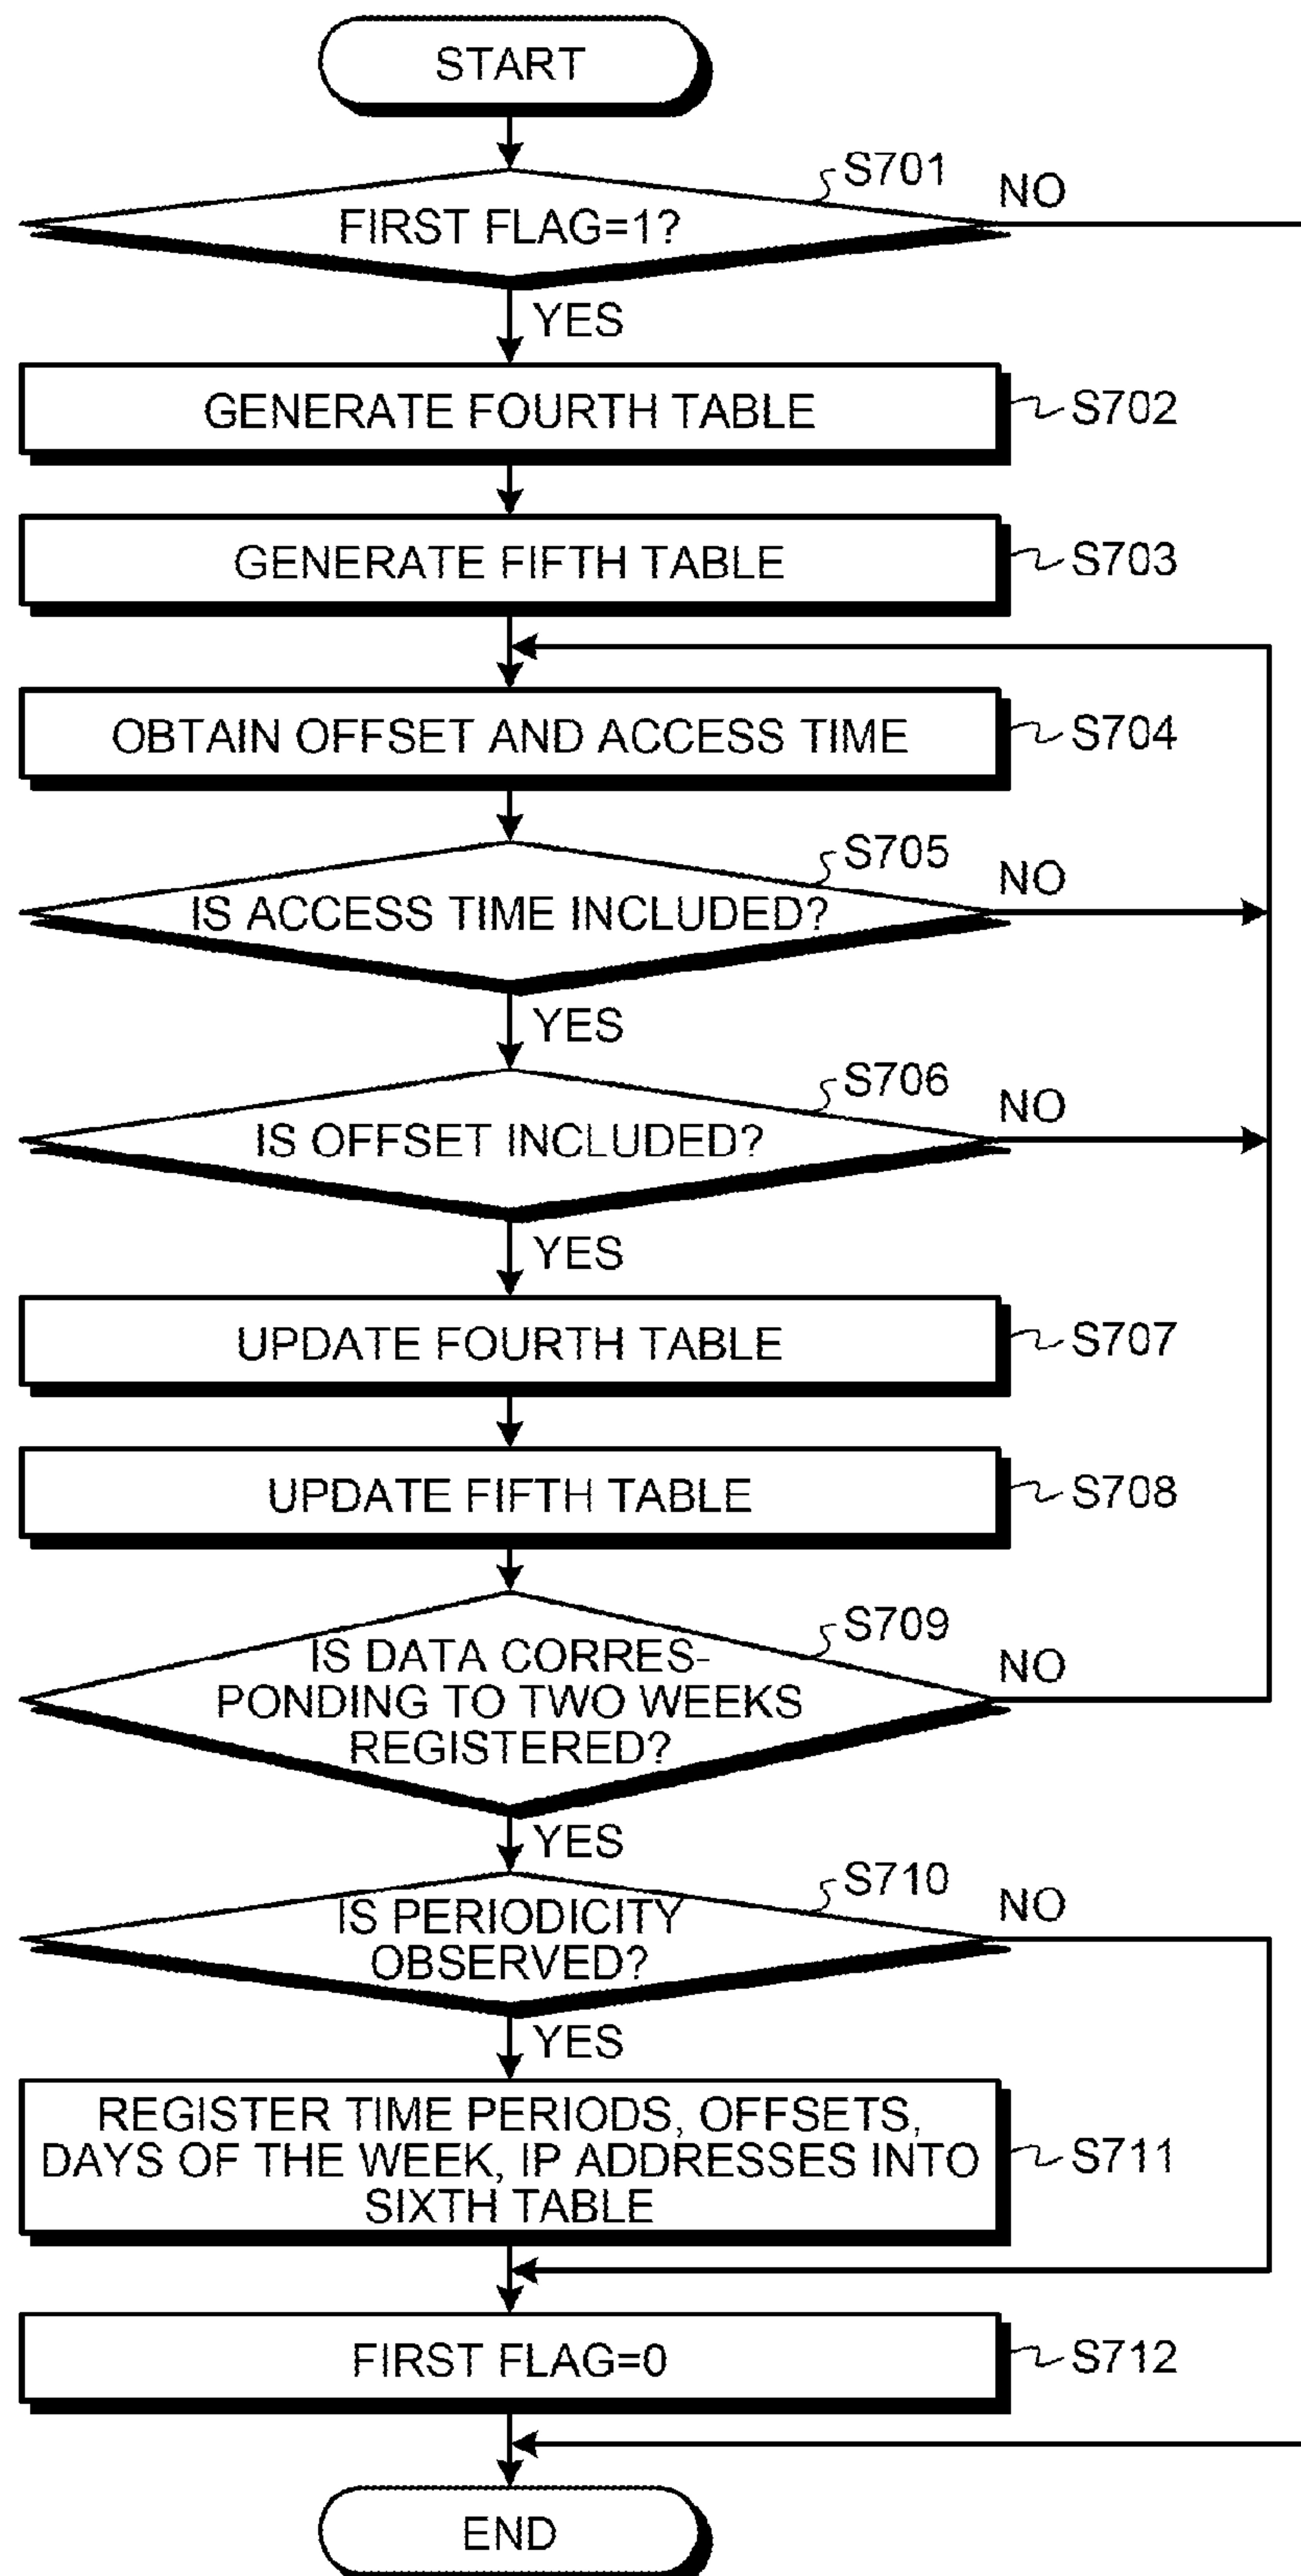 START
S701
NO
FIRST FLAG=1?
YES
GENERATE FOURTH TABLE
S702
GENERATE FIFTH TABLE
S703
OBTAIN OFFSET AND ACCESS TIME
S704
S705
NO
IS ACCESS TIME INCLUDED?
YES
S706
NO
IS OFFSET INCLUDED?
YES
UPDATE FOURTH TABLE
S707
UPDATE FIFTH TABLE
S708
S709
NO
IS DATA CORRES-
PONDING TO TWO WEEKS
REGISTERED?
YES
S710
NO
IS PERIODICITY
OBSERVED?
YES
REGISTER TIME PERIODS, OFFSETS,
DAYS OF THE WEEK, IP ADDRESSES INTO
SIXTH TABLE
S711
FIRST FLAG=0
S712
END